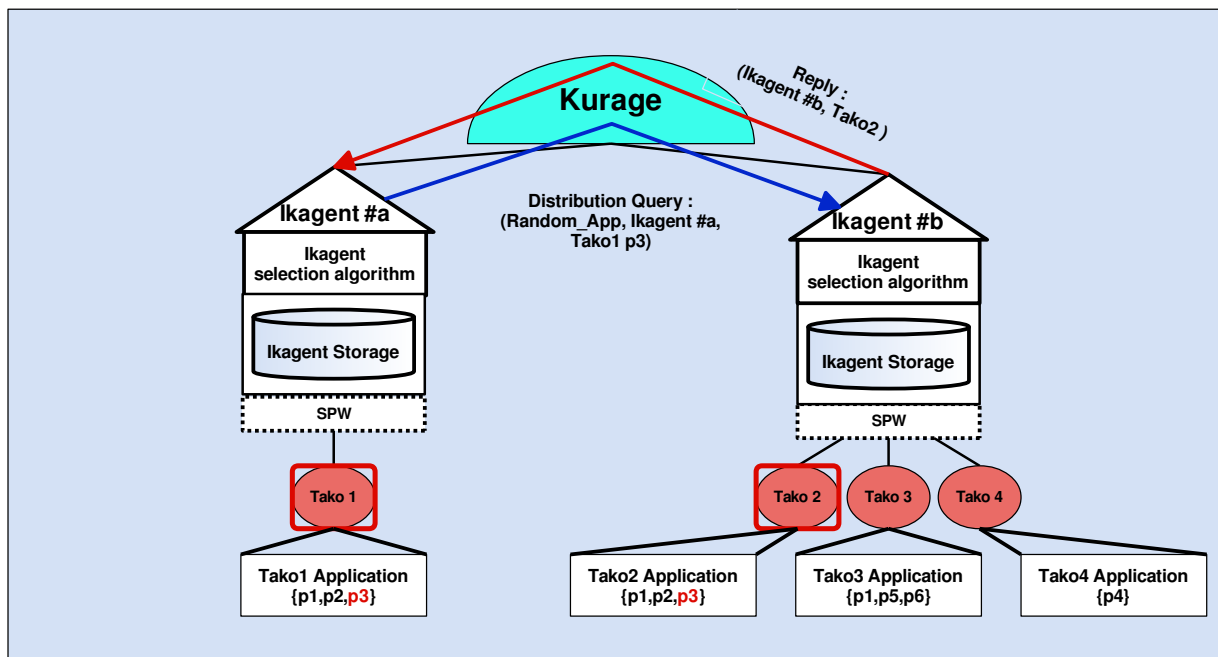 Kurage
Reply :
(Ikagent #b, Tako2 )
Distribution Query :
(Random_App, Ikagent #a,
Tako1 p3)
Ikagent #a
Ikagent
selection algorithm
Ikagent Storage
SPW
Tako 1
Tako1 Application
{p1,p2,p3}
Ikagent #b
Ikagent
selection algorithm
Ikagent Storage
SPW
Tako 2
Tako 3
Tako 4
Tako2 Application
{p1,p2,p3}
Tako3 Application
{p1,p5,p6}
Tako4 Application
{p4}